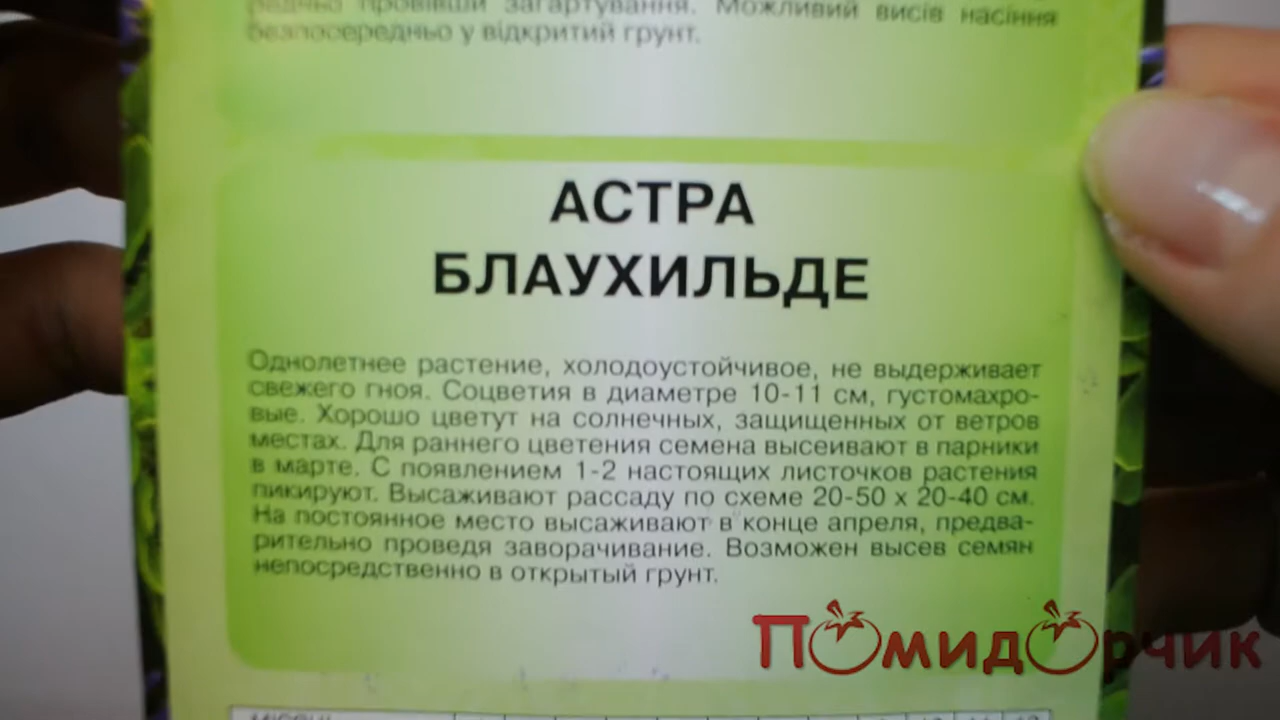 радньо провівши загартування. Можливий висів насіння
безпосередньо у відкритий грунт.
АСТРА
БЛАУХИЛЬДЕ
Однолетнее растение, холодоустойчивое, не выдерживает
свежего гноя. Соцветия в диаметре 10-11 см, густомахро-
вые. Хорошо цветут на солнечных, защищенных от ветров
местах. Для раннего цветения семена высеивают в парники
в марте. С появлением 1-2 настоящих листочков растения
пикируют. Высаживают рассаду по схеме 20-50 х 20-40 см.
На постоянное место высаживают в конце апреля, предва-
рительно проведя заворачивание. Возможен высев семян
непосредственно в открытый грунт.
Помидорчик